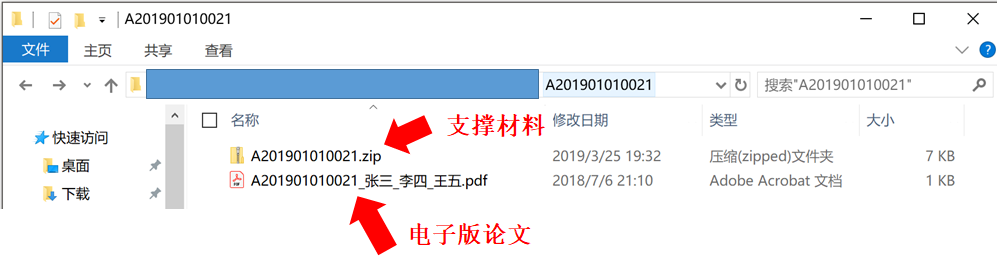 A201901010021
文件 主页 共享 查看
A201901010021 搜索"A201901010021"
名称 修改日期 类型 大小
支撑材料
快速访问
A201901010021.zip 2019/3/25 19:32 压缩(zipped)文件夹 7 KB
桌面
A201901010021_张三_李四_王五.pdf 2018/7/6 21:10 Adobe Acrobat 文档 1 KB
下载
电子版论文